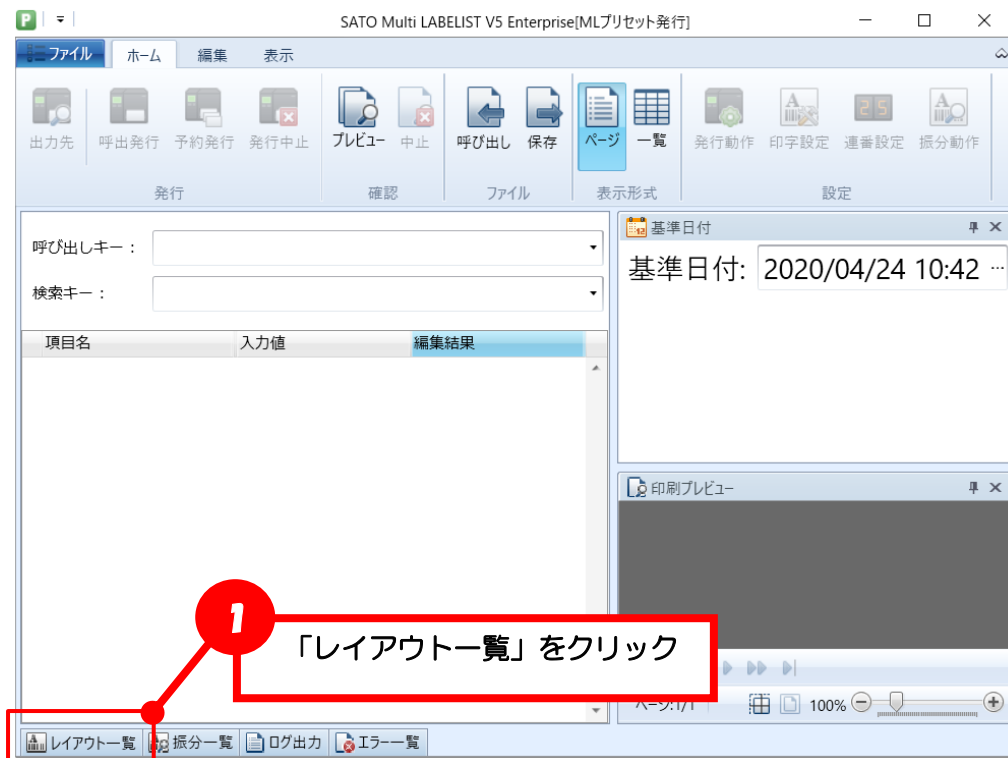 SATO Multi LABELIST V5 Enterprise[MLプリセット発行]
ファイル ホーム 編集 表示
出力先 呼出発行 予約発行 発行中止 プレビュー 中止 呼び出し 保存 ページ 一覧 発行動作 印字設定 連番設定 振分動作
発行 確認 ファイル 表示形式 設定
呼び出しキー：
検索キー：
項目名 入力値 編集結果
基準日付
基準日付: 2020/04/24 10:42 ...
印刷プレビュー
1
「レイアウト一覧」をクリック
ページ:1/1 100%
レイアウト一覧 振分一覧 ログ出力 エラー一覧